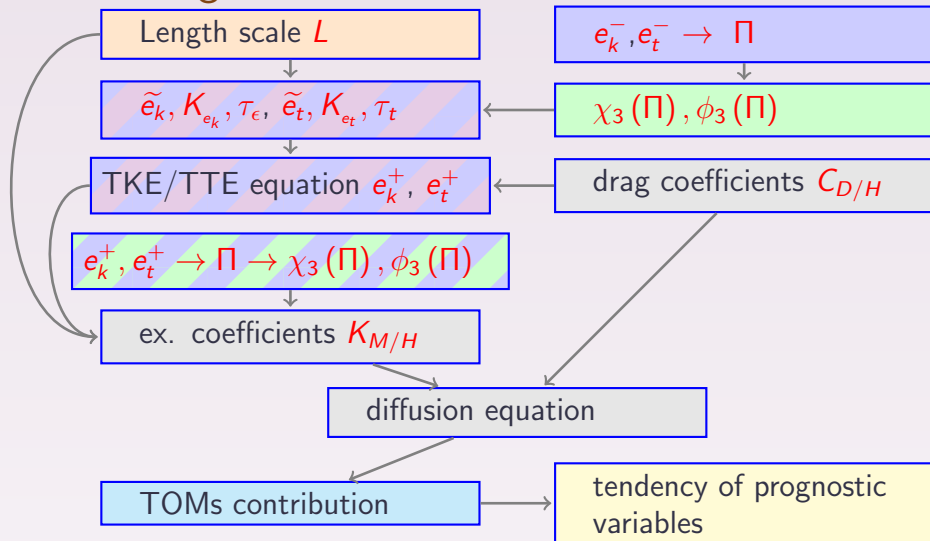 Length scale L
e_k^-, e_t^- → Π
ẽ_k, K_{e_k}, τ_ϵ, ẽ_t, K_{e_t}, τ_t
χ_3 (Π) , ϕ_3 (Π)
TKE/TTE equation e_k^+, e_t^+
drag coefficients C_{D/H}
e_k^+, e_t^+ → Π → χ_3 (Π) , ϕ_3 (Π)
ex. coefficients K_{M/H}
diffusion equation
TOMs contribution
tendency of prognostic
variables